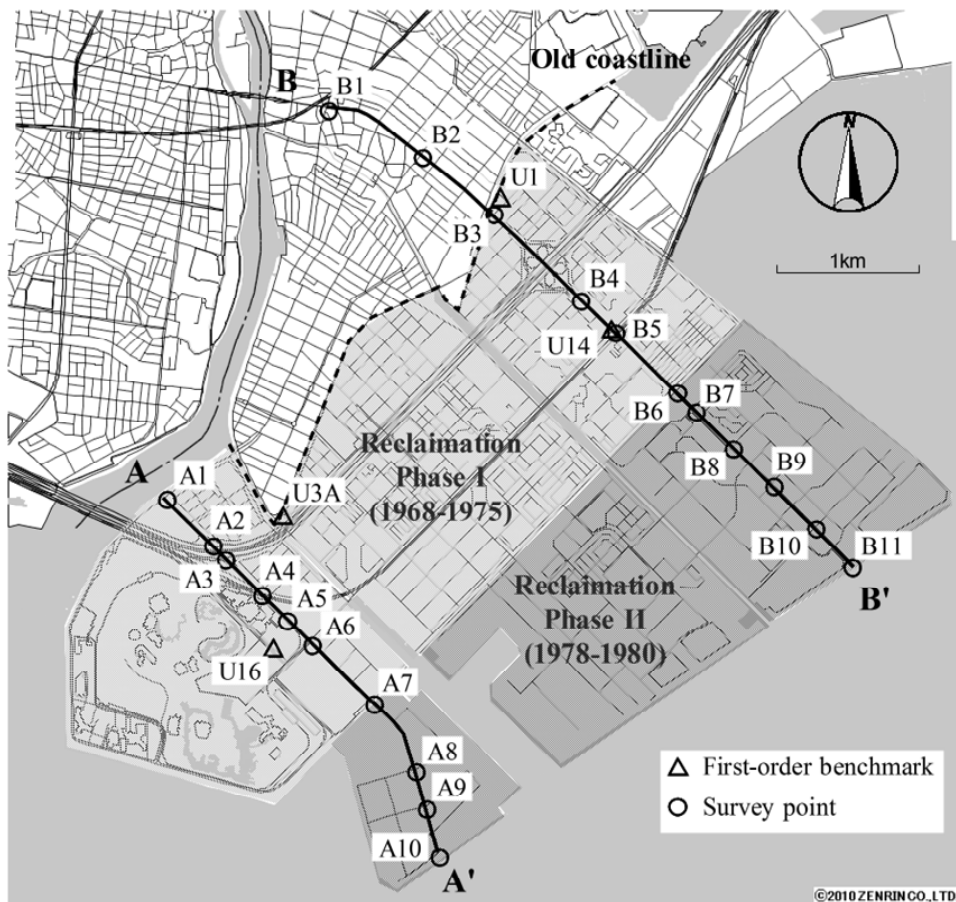 Old coastline
B
B1
B2
U1
B3
N
1km
B4
U14
B5
B6
B7
B8
B9
B10
B11
B'
Reclaimation
Phase I
(1968-1975)
A
A1
U3A
A2
A3
A4
A5
A6
U16
A7
A8
A9
A10
A'
Reclaimation
Phase II
(1978-1980)
First-order benchmark
Survey point
©2010 ZENRIN CO., LTD